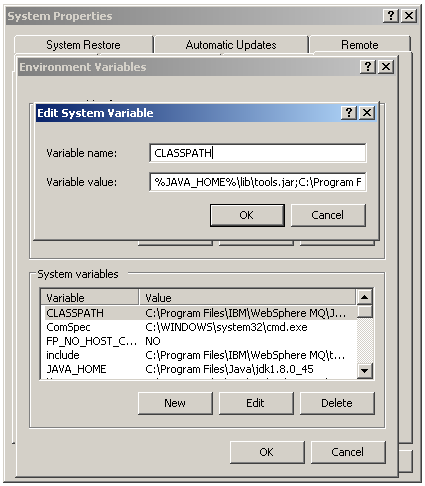 System Properties
System Restore Automatic Updates Remote
Environment Variables
Edit System Variable
Variable name: CLASSPATH
Variable value: %JAVA_HOME%\lib\tools.jar;C:\Program F
OK Cancel
System variables
Variable Value
CLASSPATH C:\Program Files\IBM\WebSphere MQ\J...
ComSpec C:\WINDOWS\system32\cmd.exe
FP_NO_HOST_C... NO
include C:\Program Files\IBM\WebSphere MQ\t...
JAVA_HOME C:\Program Files\Java\jdk1.8.0_45
New Edit Delete
OK Cancel